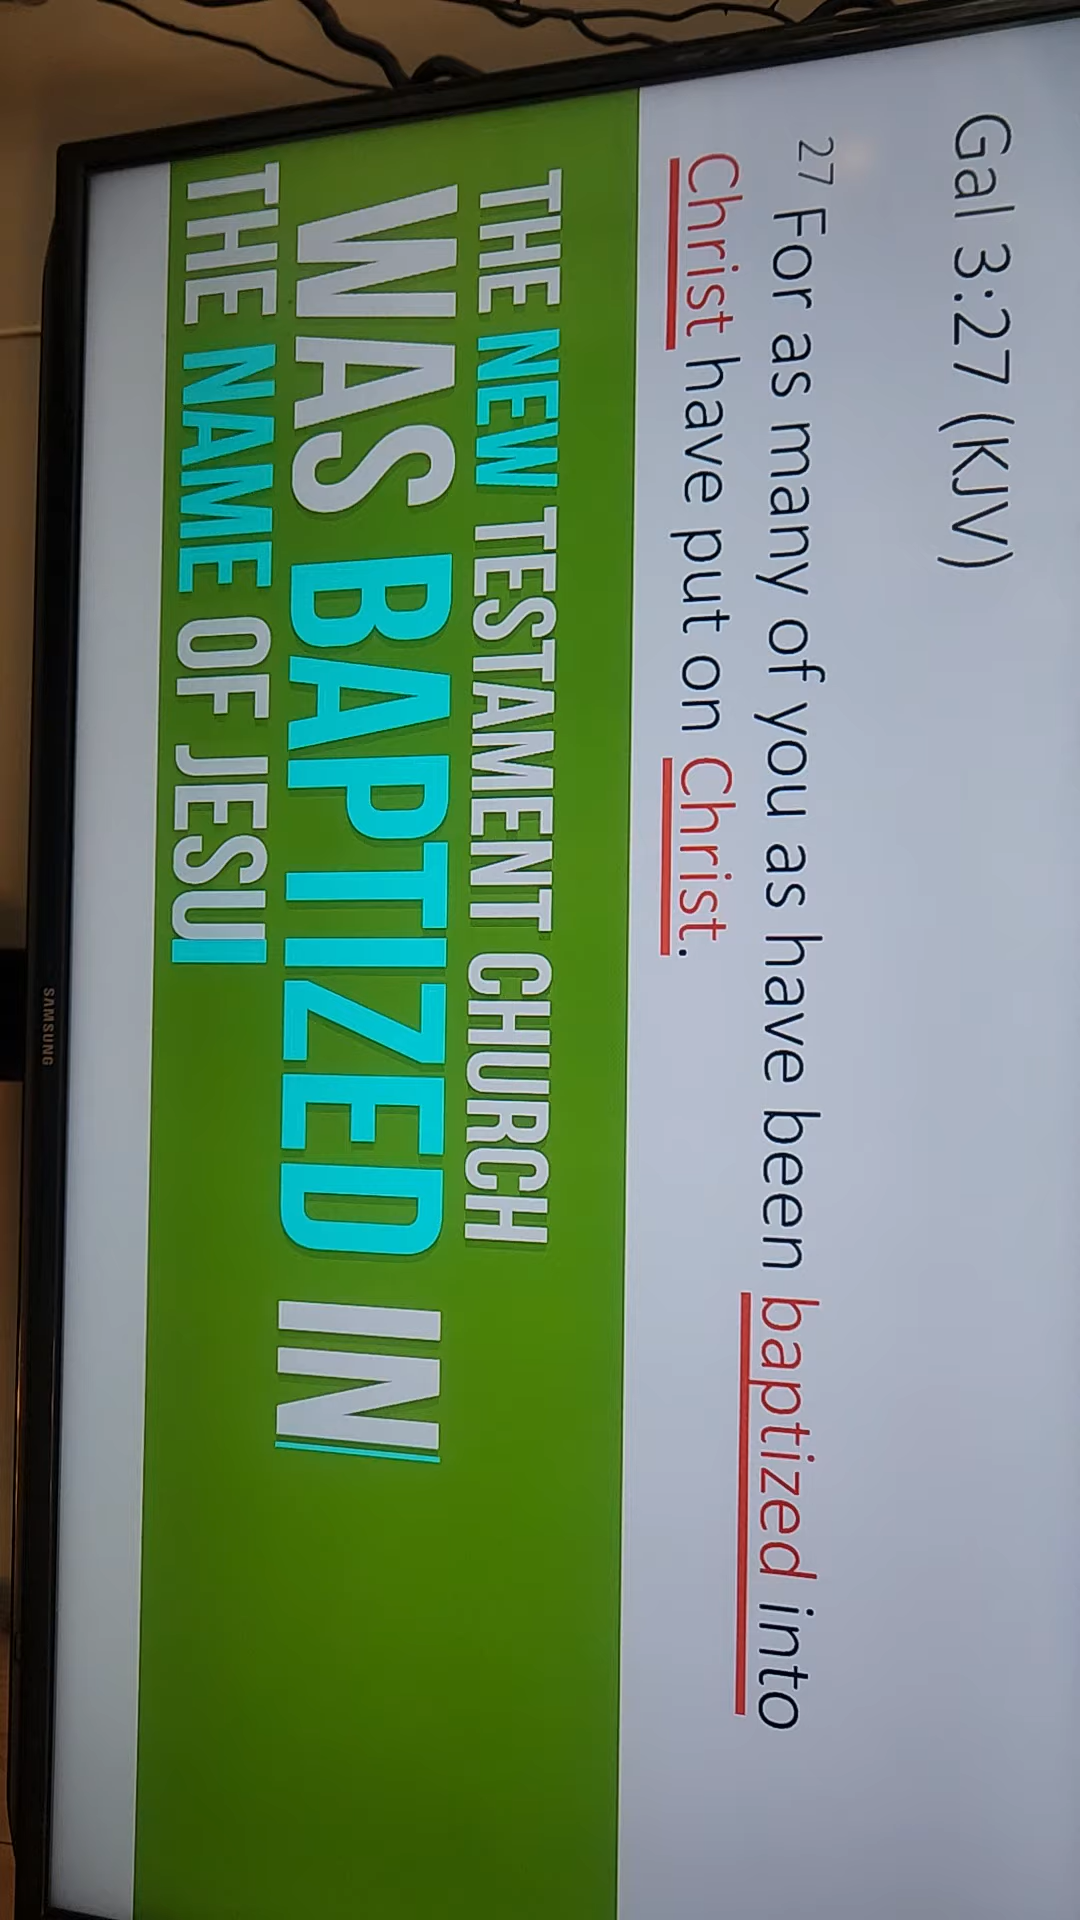 Gal 3:27 (KJV)
27 For as many of you as have been baptized into
Christ have put on Christ.
THE NEW TESTAMENT CHURCH
WAS BAPTIZED IN
THE NAME OF JESU
SAMSUNG